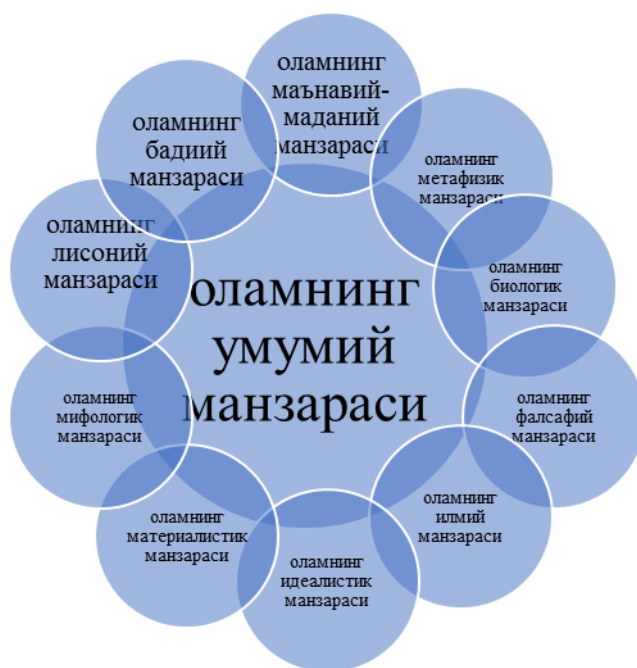 оламнинг
маънавий-
маданий
манзараси
оламнинг
метафизик
манзараси
оламнинг
биологик
манзараси
оламнинг
фалсафий
манзараси
оламнинг
илмий
манзараси
оламнинг
идеалистик
манзараси
оламнинг
материалистик
манзараси
оламнинг
мифологик
манзараси
оламнинг
лисоний
манзараси
оламнинг
бадиий
манзараси
оламнинг
умумий
манзараси